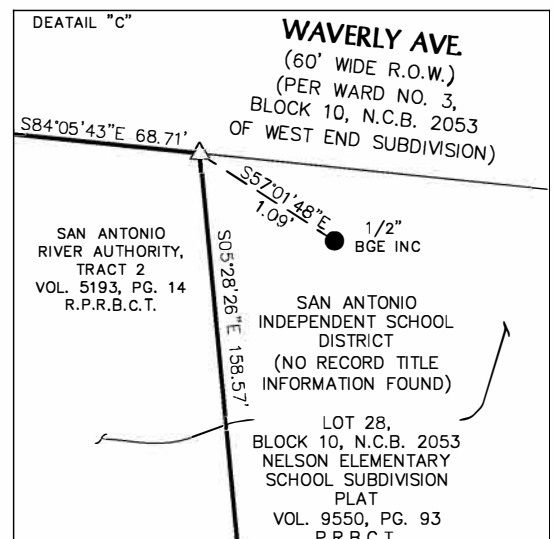 DEATAIL "C"
WAVERLY AVE.
(60' WIDE R.O.W.)
(PER WARD NO. 3,
BLOCK 10, N.C.B. 2053
OF WEST END SUBDIVISION)
S84°05'43"E 68.71'
S57°01'48"E
1.09'
1/2"
BGE INC
SAN ANTONIO
RIVER AUTHORITY,
TRACT 2
VOL. 5193, PG. 14
R.P.R.B.C.T.
S05°28'26"E 158.57'
SAN ANTONIO
INDEPENDENT SCHOOL
DISTRICT
(NO RECORD TITLE
INFORMATION FOUND)
LOT 28,
BLOCK 10, N.C.B. 2053
NELSON ELEMENTARY
SCHOOL SUBDIVISION
PLAT
VOL. 9550, PG. 93
P.R.B.C.T.